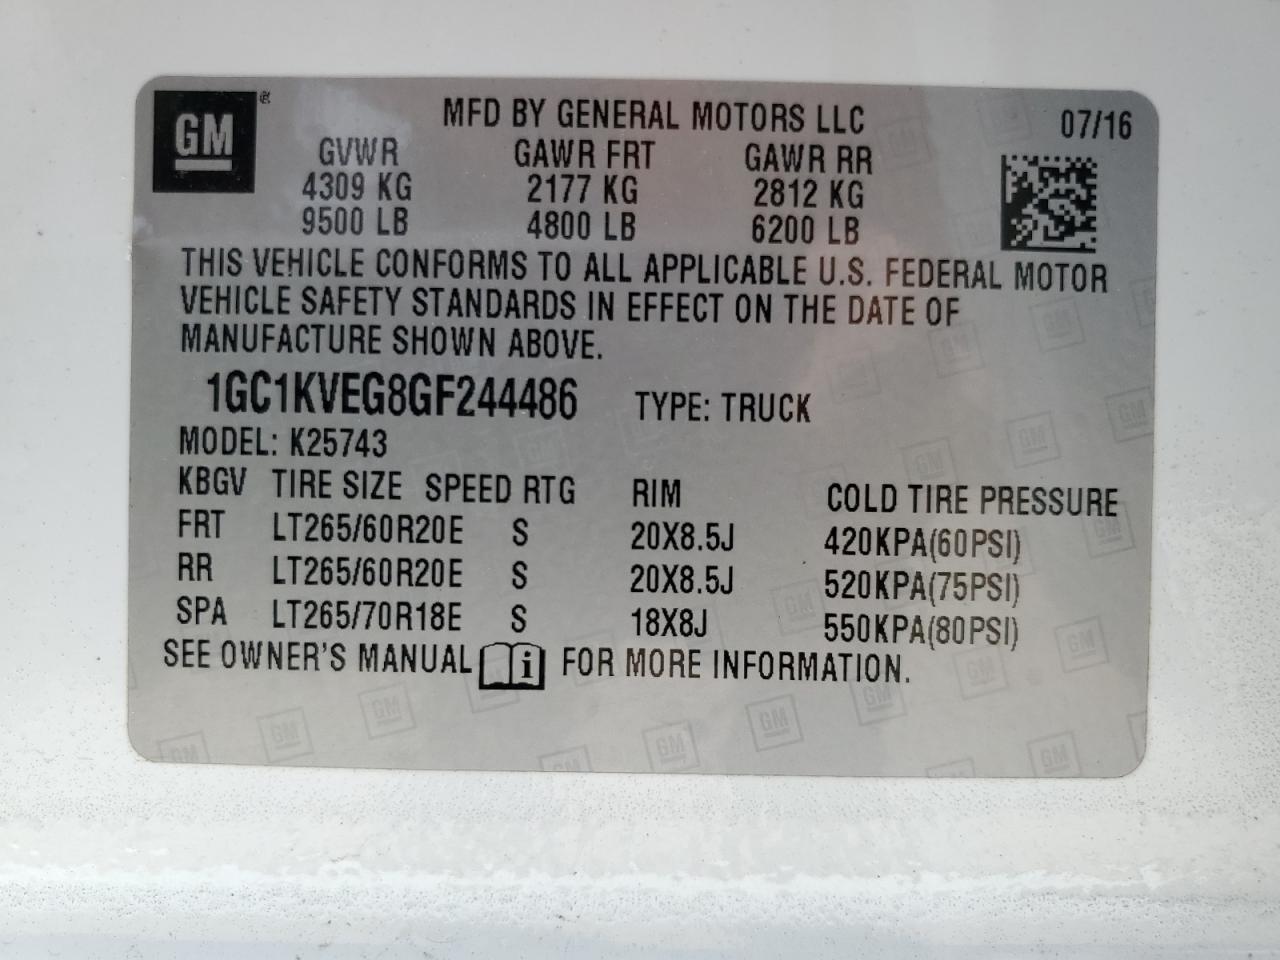 GM ®
MFD BY GENERAL MOTORS LLC 07/16
GVWR GAWR FRT GAWR RR
4309 KG 2177 KG 2812 KG
9500 LB 4800 LB 6200 LB
THIS VEHICLE CONFORMS TO ALL APPLICABLE U.S. FEDERAL MOTOR
VEHICLE SAFETY STANDARDS IN EFFECT ON THE DATE OF
MANUFACTURE SHOWN ABOVE.
1GC1KVEG8GF244486 TYPE: TRUCK
MODEL: K25743
KBGV TIRE SIZE SPEED RTG RIM COLD TIRE PRESSURE
FRT LT265/60R20E S 20X8.5J 420KPA(60PSI)
RR LT265/60R20E S 20X8.5J 520KPA(75PSI)
SPA LT265/70R18E S 18X8J 550KPA(80PSI)
SEE OWNER'S MANUAL i FOR MORE INFORMATION.